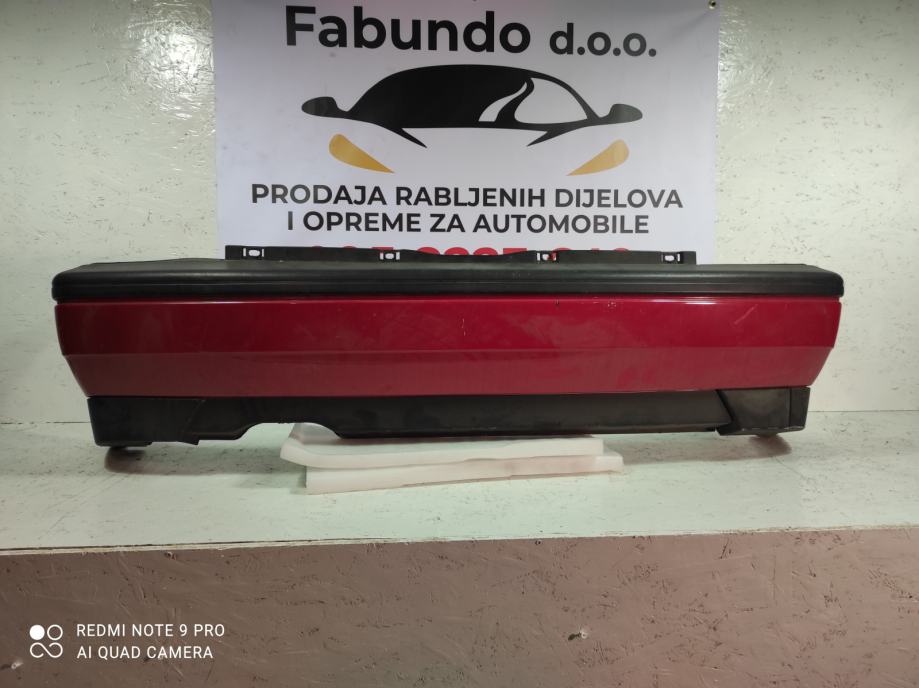 Fabundo d.o.o.
PRODAJA RABLJENIH DIJELOVA
I OPREME ZA AUTOMOBILE
REDMI NOTE 9 PRO
AI QUAD CAMERA